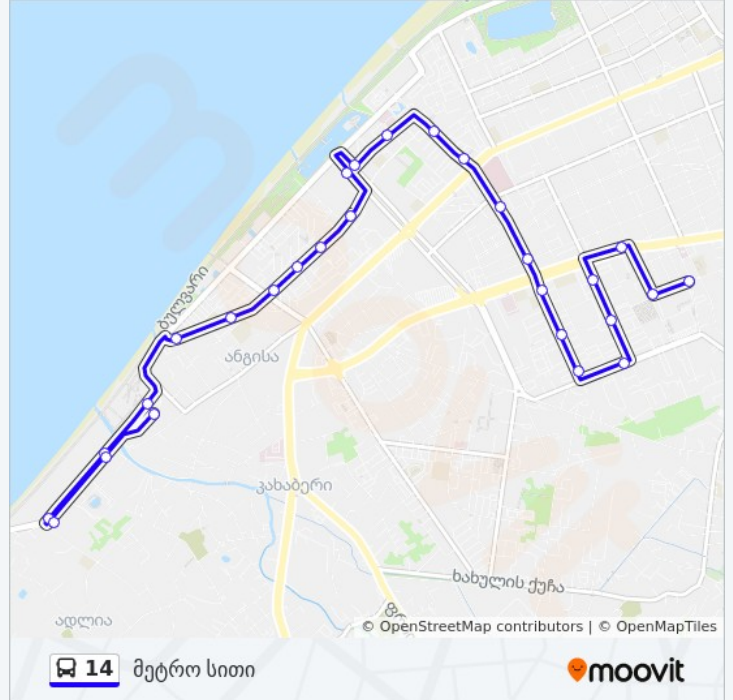 ბულვარი
ანგისა
კახაბერი
ხახულის ქუჩა
ადლია
© OpenStreetMap contributors | © OpenMapTiles
14 მეტრო სითი
moovit